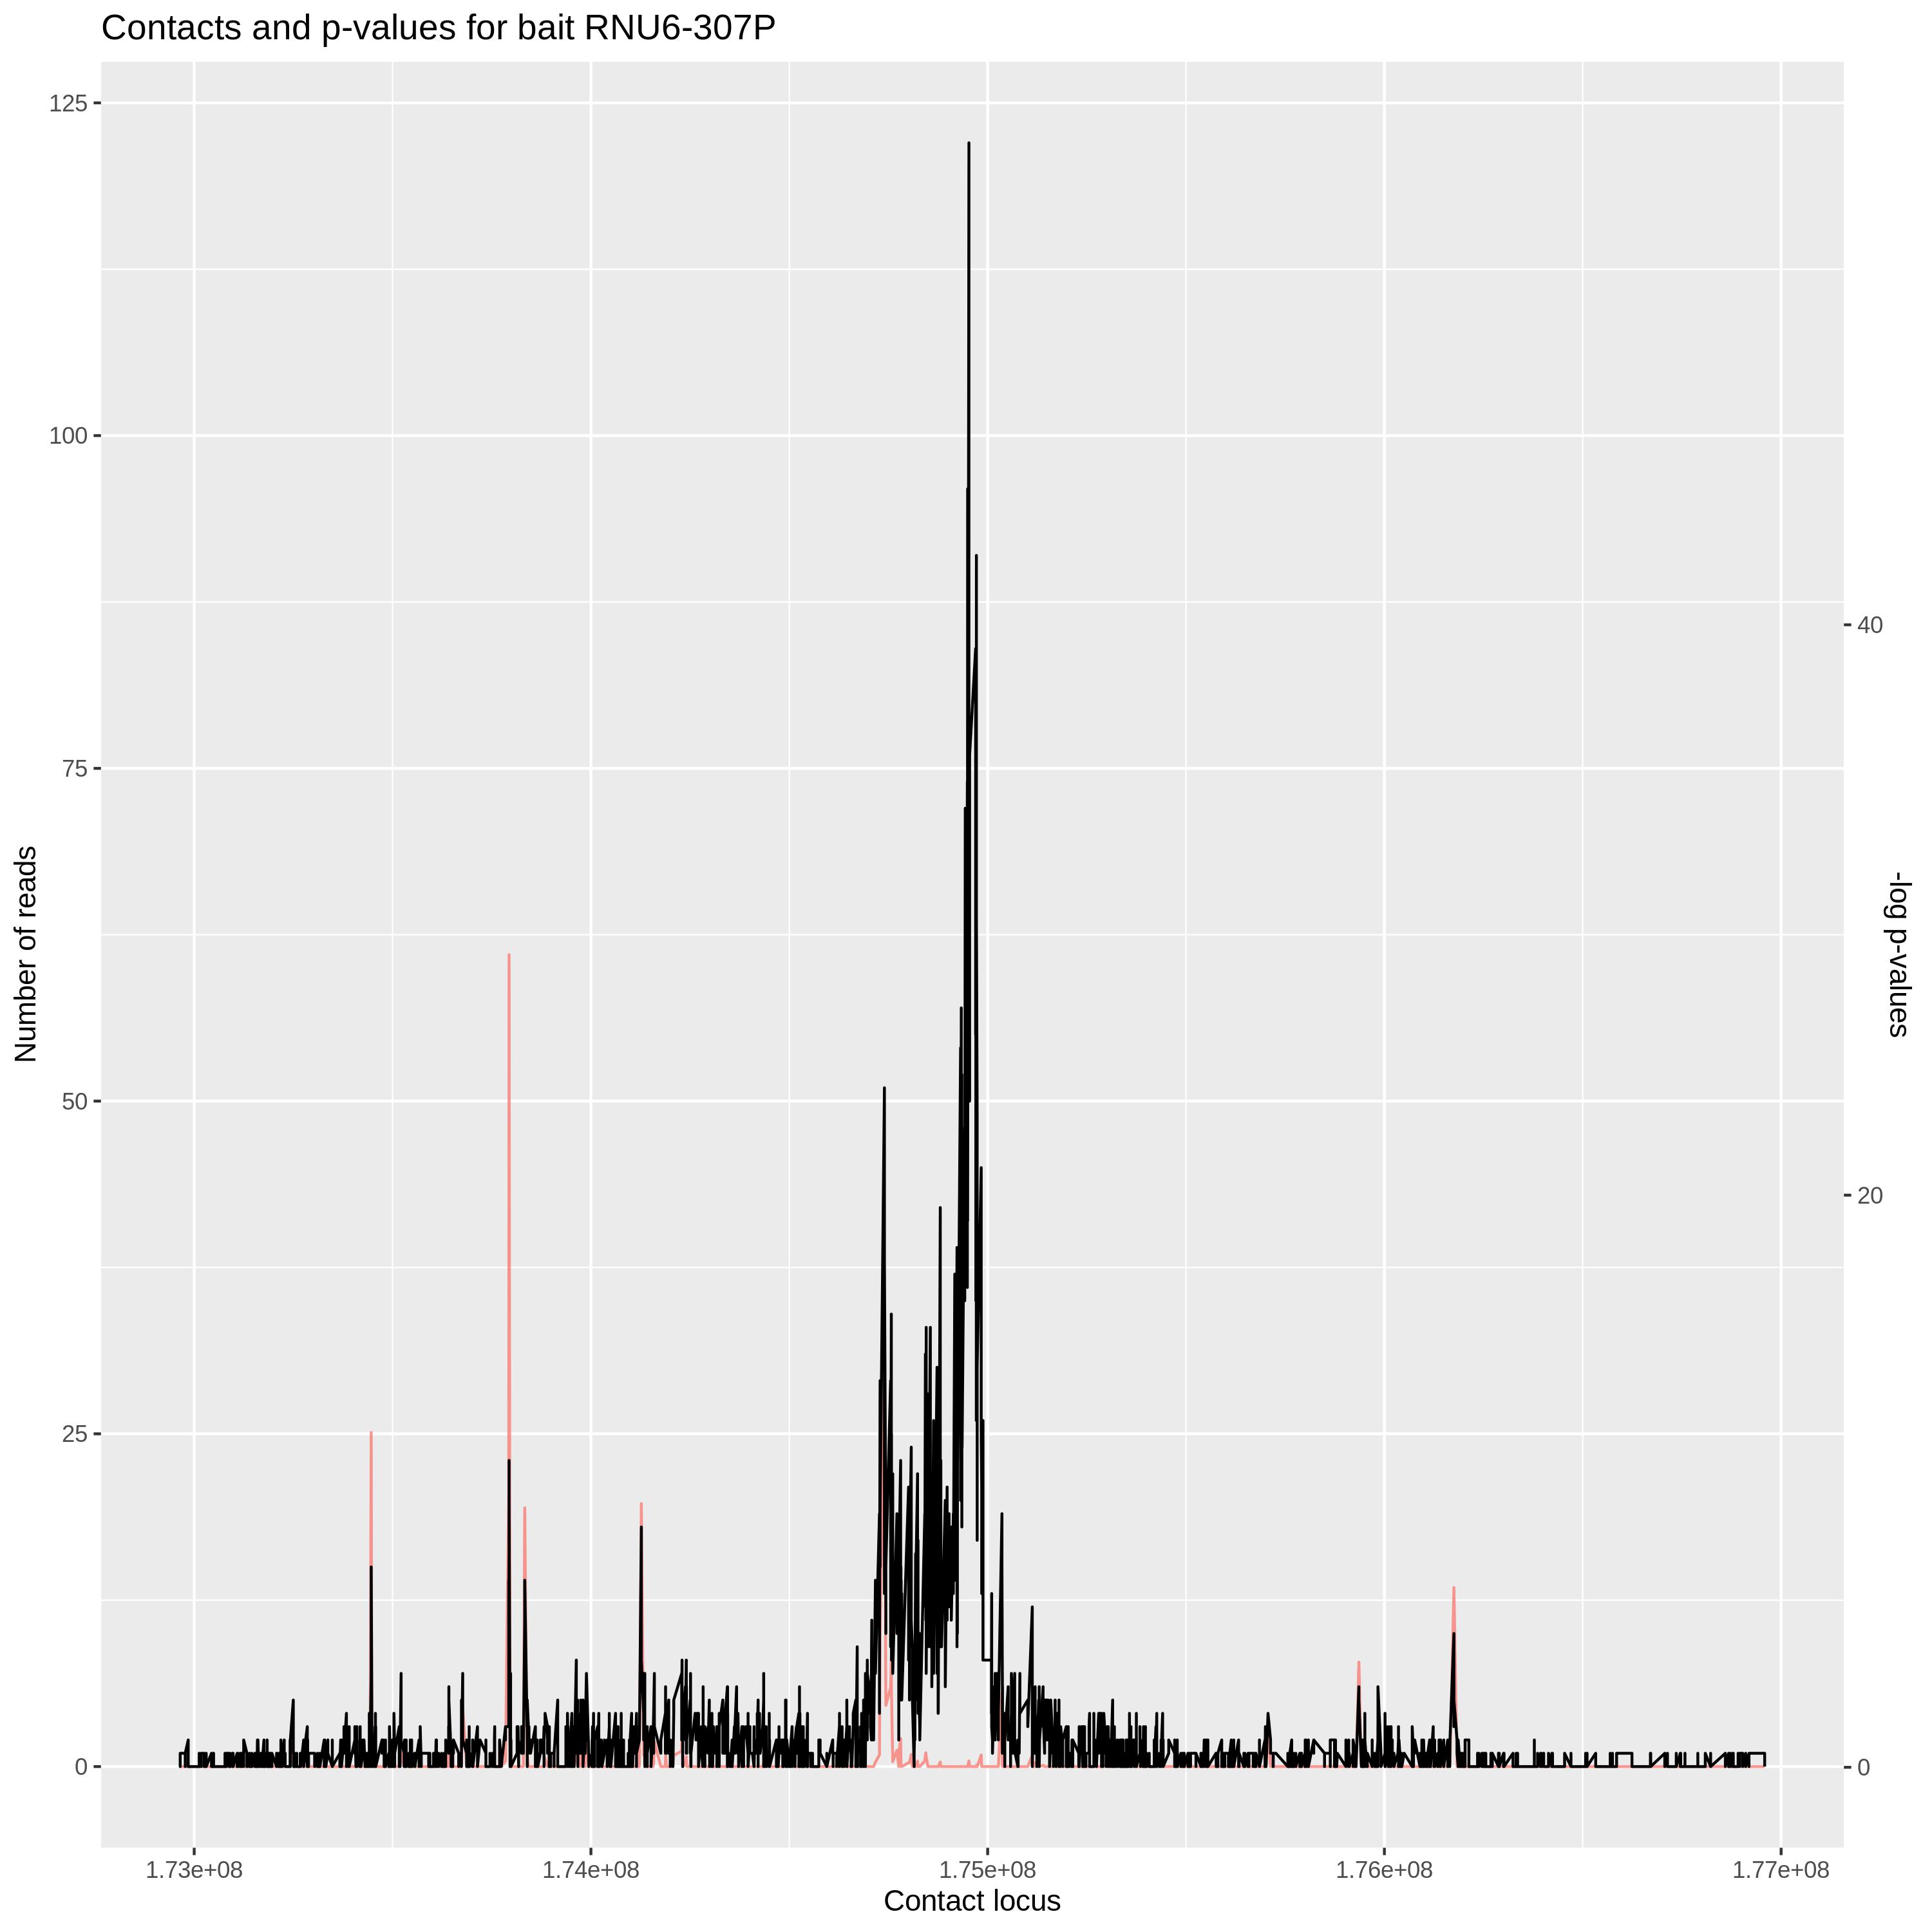 Contacts and p-values for bait RNU6-307P
125
100
75
50
25
0
Number of reads
40
20
0
-log p-values
1.73e+08
1.74e+08
1.75e+08
1.76e+08
1.77e+08
Contact locus